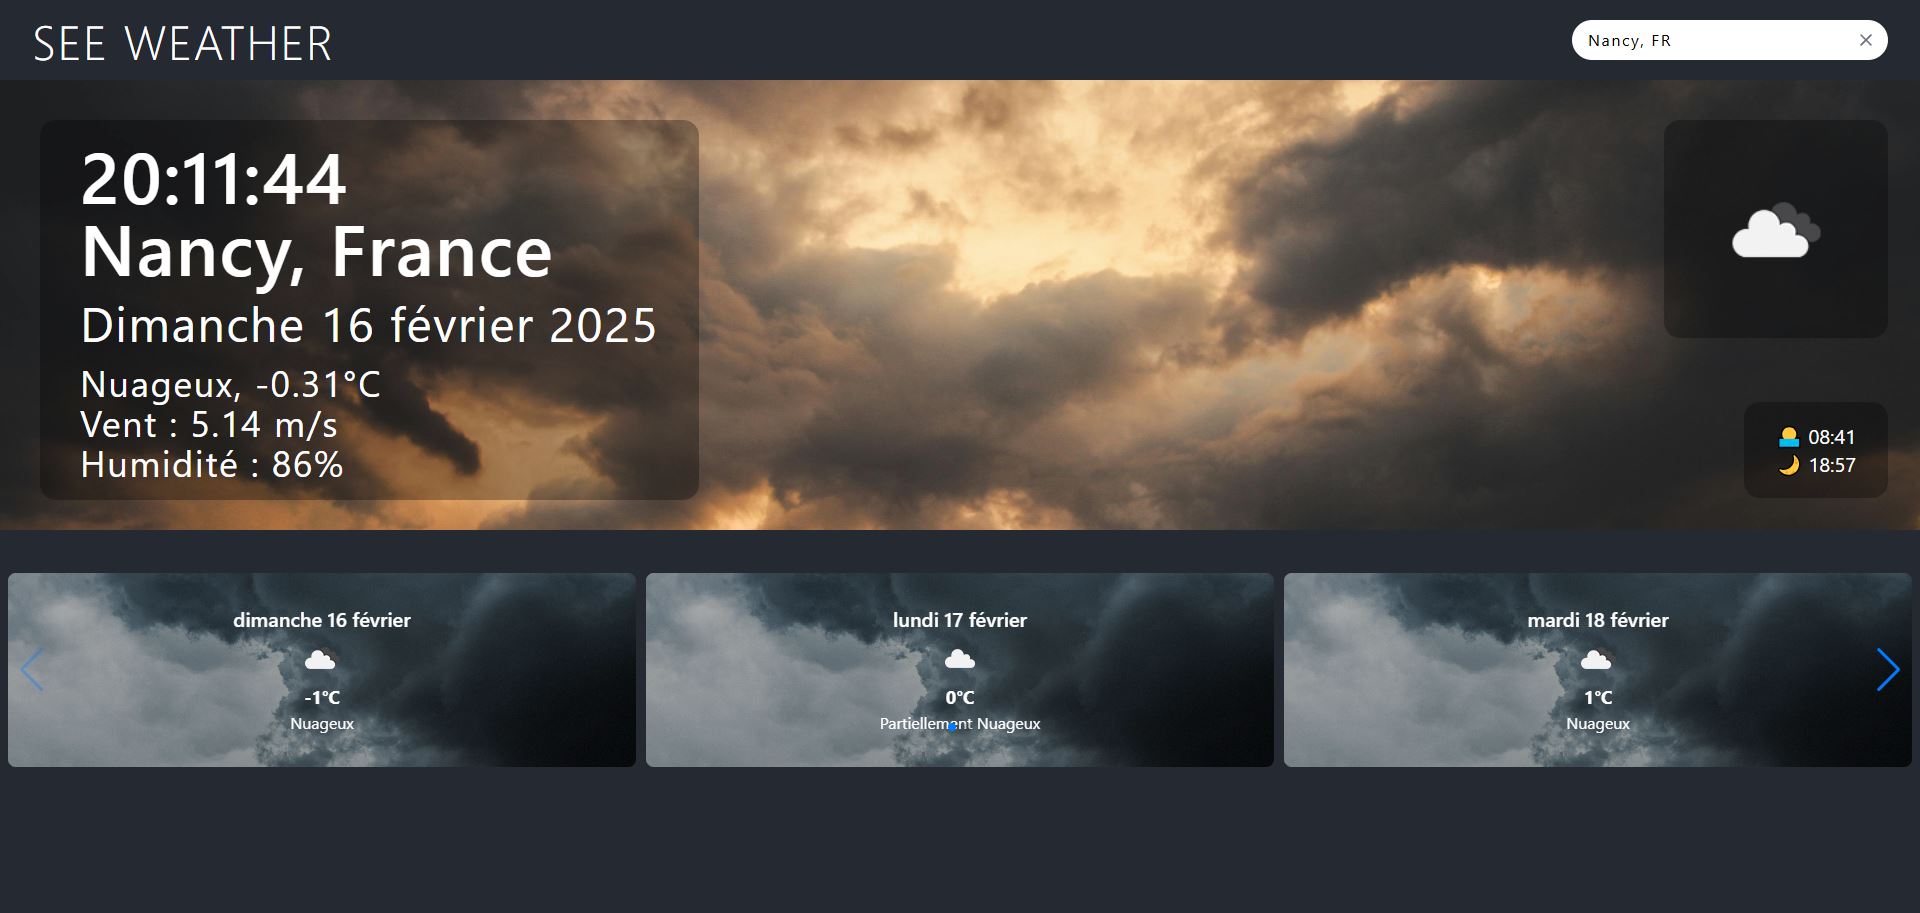 SEE WEATHER
Nancy, FR
20:11:44
Nancy, France
Dimanche 16 février 2025
Nuageux, -0.31°C
Vent : 5.14 m/s
Humidité : 86%
08:41
18:57
dimanche 16 février
-1°C
Nuageux
lundi 17 février
0°C
Partiellement Nuageux
mardi 18 février
1°C
Nuageux